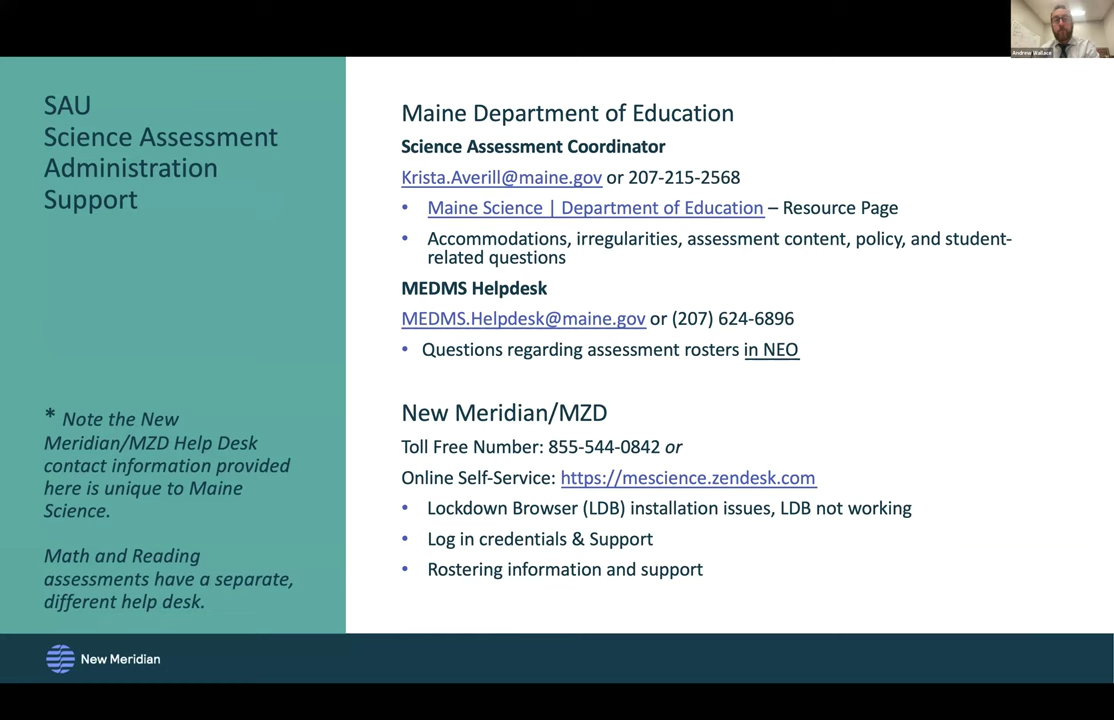 Andrew Wallace
SAU
Science Assessment
Administration
Support
* Note the New
Meridian/MZD Help Desk
contact information provided
here is unique to Maine
Science.
Math and Reading
assessments have a separate,
different help desk.
Maine Department of Education
Science Assessment Coordinator
Krista.Averill@maine.gov or 207-215-2568
• Maine Science | Department of Education – Resource Page
• Accommodations, irregularities, assessment content, policy, and student-
related questions
MEDMS Helpdesk
MEDMS.Helpdesk@maine.gov or (207) 624-6896
• Questions regarding assessment rosters in NEO
New Meridian/MZD
Toll Free Number: 855-544-0842 or
Online Self-Service: https://mescience.zendesk.com
• Lockdown Browser (LDB) installation issues, LDB not working
• Log in credentials & Support
• Rostering information and support
New Meridian